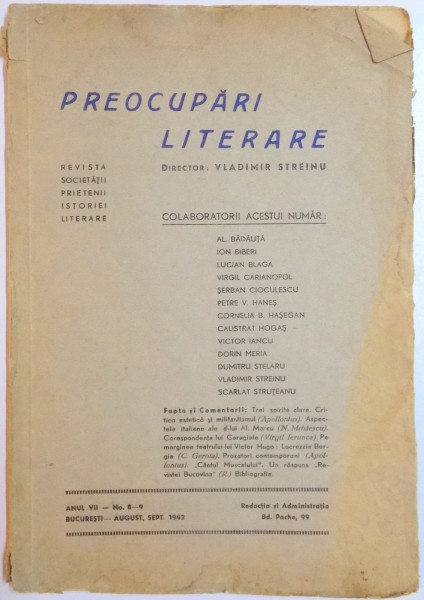 PREOCUPĂRI
LITERARE
REVISTA
SOCIETĂȚII
PRIETENII
ISTORIEI
LITERARE
DIRECTOR: VLADIMIR STREINU
COLABORATORII ACESTUI NUMĂR:
AL. BĂDĂUȚĂ
ION BIBERI
LUCIAN BLAGA
VIRGIL CARIANOPOL
ȘERBAN CIOCULESCU
PETRE V. HANEȘ
CORNELIA B. HAȘEGAN
CALISTRAT HOGAȘ
VICTOR IANCU
DORIN MERIA
DUMITRU STELARU
VLADIMIR STREINU
SCARLAT STRUȚEANU
Fapte și Comentarii: Trei spirite clare. Cri-
tica estetică și militantismul (Apollonius). Aspec-
tele italiene ale d-lui Al. Marcu (N. Mihăescu).
Corespondența lui Caragiale (Virgil Ierunca). Pe
marginea teatrului lui Victor Hugo: Lucreția Bor-
gia (C. Gerota). Prozatori contemporani (Apol-
lonius). „Cântul Muscalului". Un răspuns „Re-
vistei Bucovina" (R.) Bibliografie.
ANUL VII — No. 8—9
BUCUREȘTI — AUGUST, SEPT. 1942
Redacția și Administrația
Bd. Pache, 99